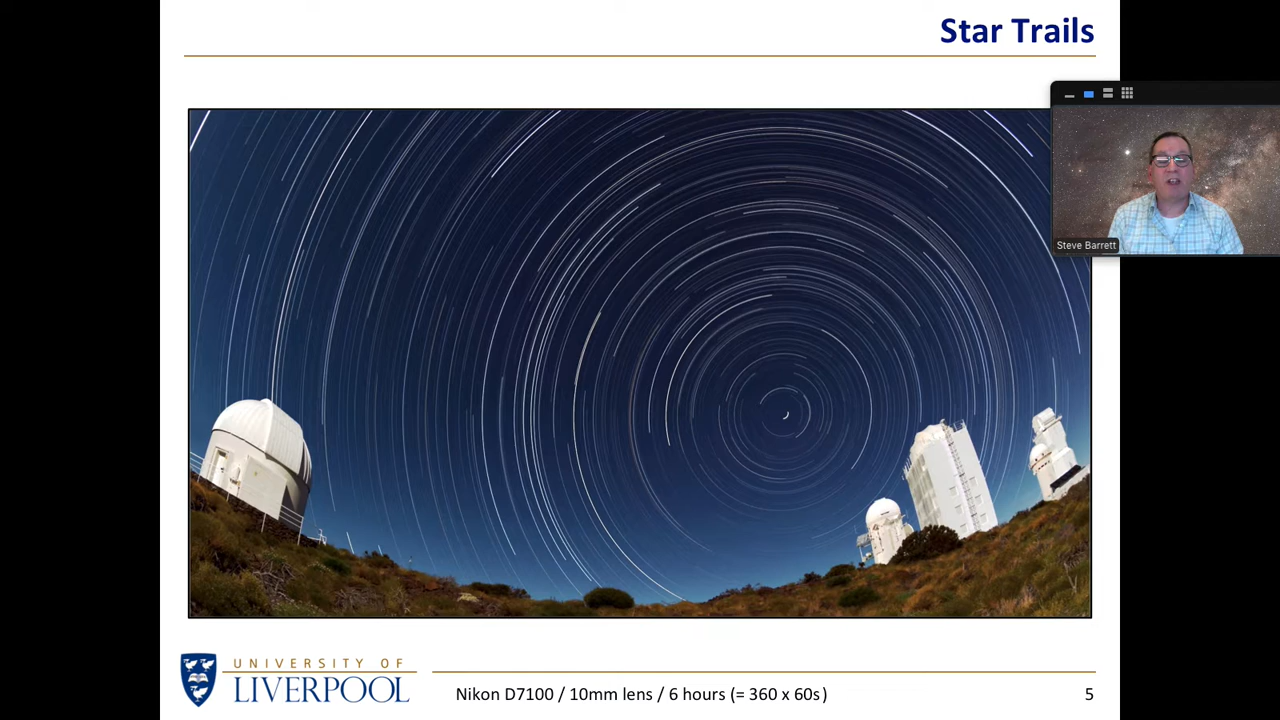 Star Trails
Steve Barrett
UNIVERSITY OF
LIVERPOOL
Nikon D7100 / 10mm lens / 6 hours (= 360 x 60s)
5